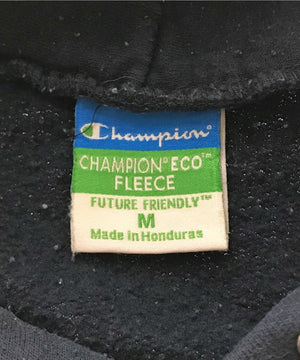 Champion®
CHAMPION® ECO™
FLEECE
FUTURE FRIENDLY™
M
Made in Honduras